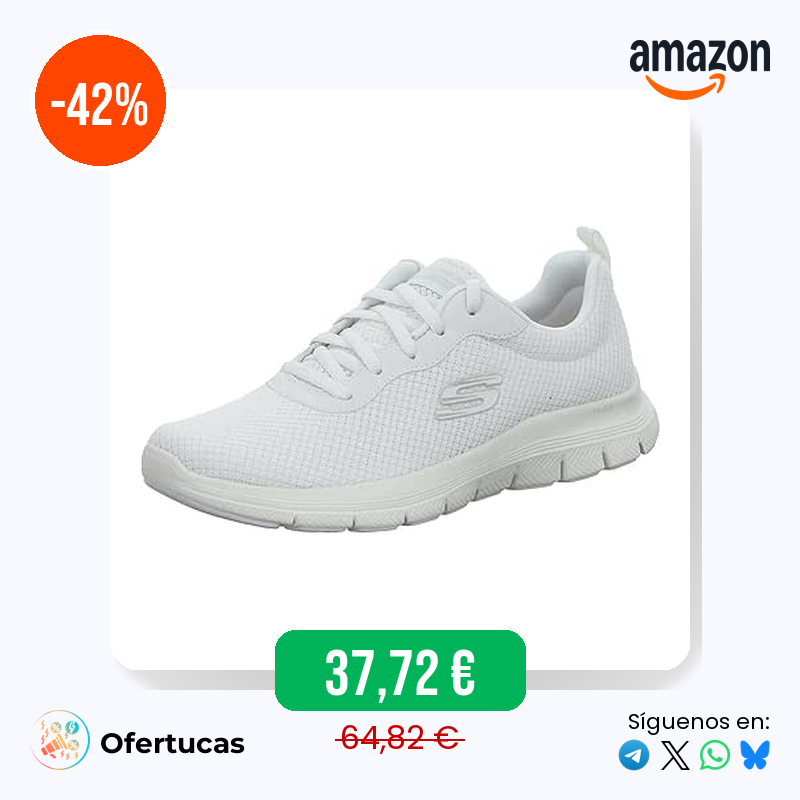 -42%
amazon
37,72 €
64,82 €
Ofertucas
Síguenos en: